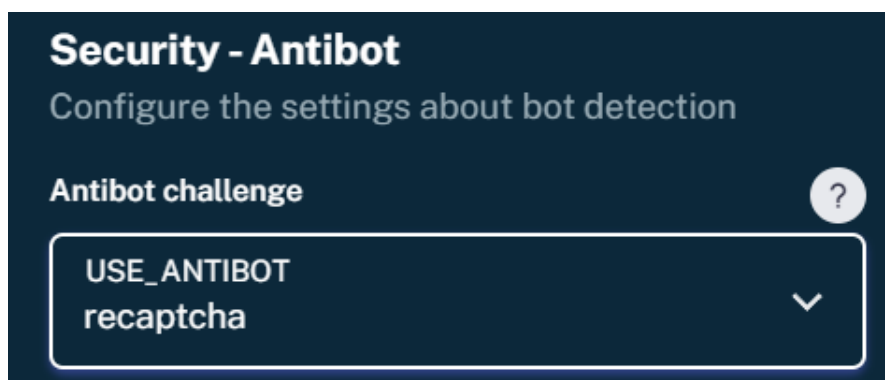 Security - Antibot
Configure the settings about bot detection
Antibot challenge
?
USE_ANTIBOT
recaptcha